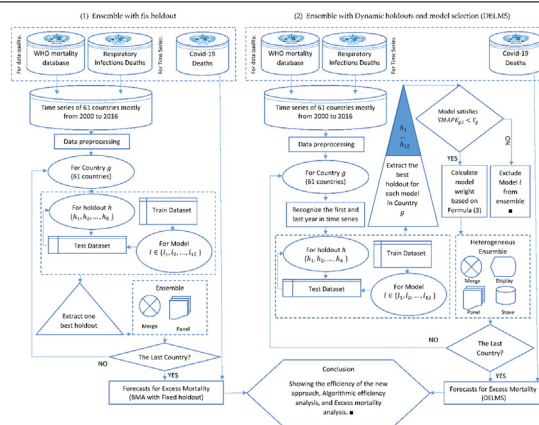 (1) Ensemble with fix holdout
For data quality.
WHO mortality
database
Respiratory
infections Deaths
For Time Series.
Covid-19
Deaths
Time series of 61 countries mostly
from 2000 to 2016
Data preprocessing
For Country g
(61 countries)
For holdout h
{h₁, h₂, ..., hₖ }
Train Dataset
Test Dataset
For Model
l ∈ {l₁, l₂, ..., l₁₂ }
Extract one
best holdout
Ensemble
Merge
Panel
NO
The Last Country?
YES
Forecasts for Excess Mortality
(BMA with Fixed holdout)
(2) Ensemble with Dynamic holdouts and model selection (DELMS)
For data quality.
WHO mortality
database
Respiratory
infections Deaths
For Time Series.
Covid-19
Deaths
Time series of 61 countries mostly
from 2000 to 2016
Data preprocessing
For Country g
(61 countries)
Recognize the first and
last year in time series
For holdout h
{h₁, h₂, ..., hₖ }
Train Dataset
Test Dataset
For Model
l ∈ {l₁, l₂, ..., l₁₂ }
h₁
...
h₁₂
Extract the
best
holdout for
each model
in Country
g
Model satisfies
YES
NO
Calculate
model
weight
based on
Formula (3)
Exclude
Model l
from
ensemble
■
Heterogeneous
Ensemble
Merge
Display
Panel
Store
NO
The Last
Country?
YES
Forecasts for Excess Mortality
(DELMS)
Conclusion
Showing the efficiency of the new
approach, Algorithmic efficiency
analysis, and Excess mortality
analysis. ■